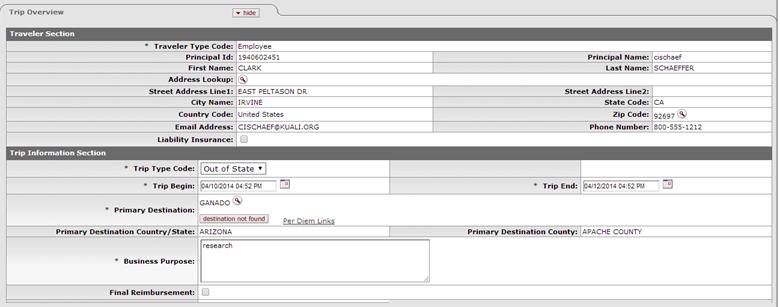 Trip Overview hide
Traveler Section
* Traveler Type Code: Employee
Principal Id: 1940602451 Principal Name: cischaef
First Name: CLARK Last Name: SCHAEFFER
Address Lookup:
Street Address Line1: EAST PELTASON DR Street Address Line2:
City Name: IRVINE State Code: CA
Country Code: United States Zip Code: 92697
Email Address: CISCHAEF@KUALI.ORG Phone Number: 800-555-1212
Liability Insurance:
Trip Information Section
* Trip Type Code: Out of State
* Trip Begin: 04/10/2014 04:52 PM * Trip End: 04/12/2014 04:52 PM
* Primary Destination: GANADO
destination not found Per Diem Links
Primary Destination Country/State: ARIZONA Primary Destination County: APACHE COUNTY
* Business Purpose: research
Final Reimbursement: